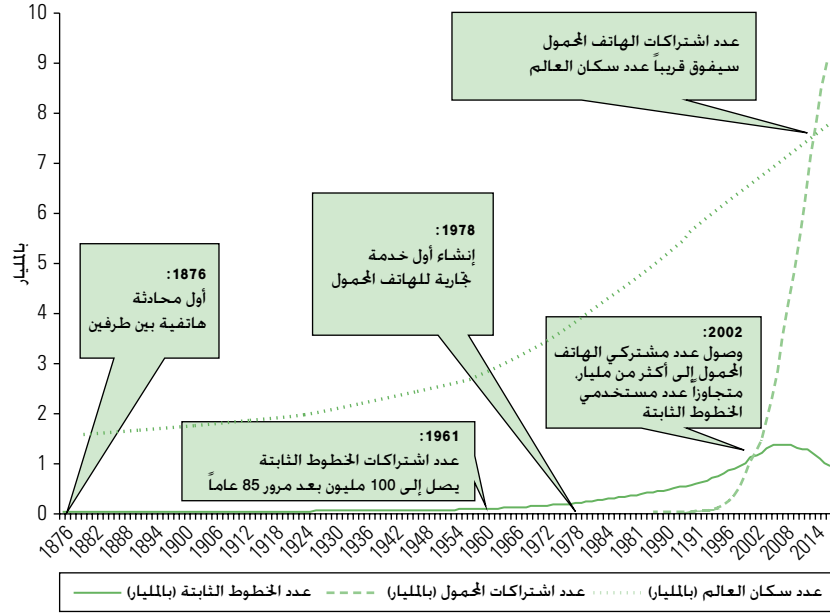 10
9
8
7
6
5
4
3
2
1
0
بالمليار
عدد اشتراكات الهاتف المحمول
سيفوق قريباً عدد سكان العالم
1978:
إنشاء أول خدمة
تجارية للهاتف المحمول
1876:
أول محادثة
هاتفية بين طرفين
2002:
وصول عدد مشتركي الهاتف
المحمول إلى أكثر من مليار،
متجاوزاً عدد مستخدمي
الخطوط الثابتة
1961:
عدد اشتراكات الخطوط الثابتة
يصل إلى 100 مليون بعد مرور 85 عاماً
1876 1882 1888 1894 1900 1906 1912 1918 1924 1930 1936 1942 1948 1954 1960 1966 1972 1978 1984 1981 1990 1191 1996 2002 2008 2014
عدد سكان العالم (بالمليار) عدد اشتراكات المحمول (بالمليار) عدد الخطوط الثابتة (بالمليار)